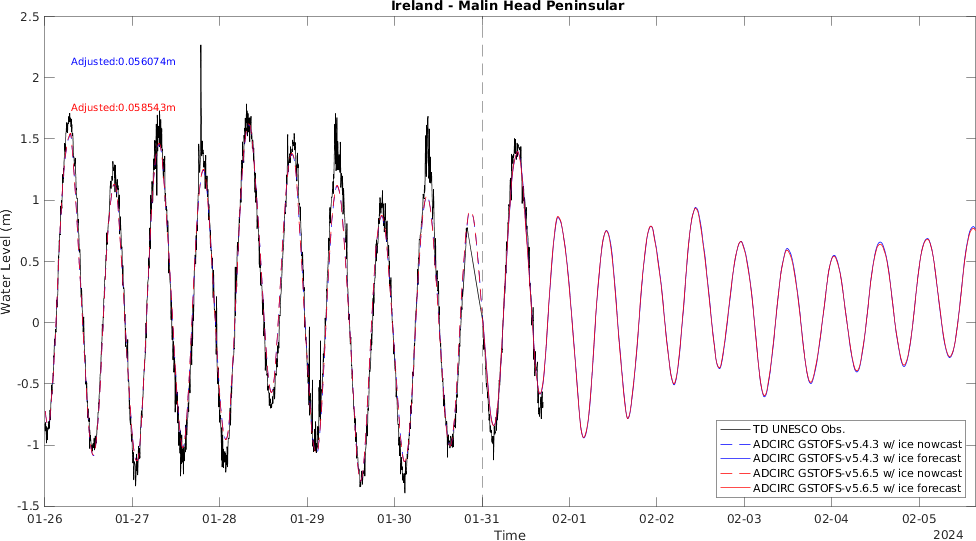 Ireland - Malin Head Peninsular
2.5
2
1.5
1
0.5
0
-0.5
-1
-1.5
Water Level (m)
Adjusted:0.056074m
Adjusted:0.058543m
TD UNESCO Obs.
ADCIRC GSTOFS-v5.4.3 w/ ice nowcast
ADCIRC GSTOFS-v5.4.3 w/ ice forecast
ADCIRC GSTOFS-v5.6.5 w/ ice nowcast
ADCIRC GSTOFS-v5.6.5 w/ ice forecast
01-26 01-27 01-28 01-29 01-30 01-31 02-01 02-02 02-03 02-04 02-05
Time
2024